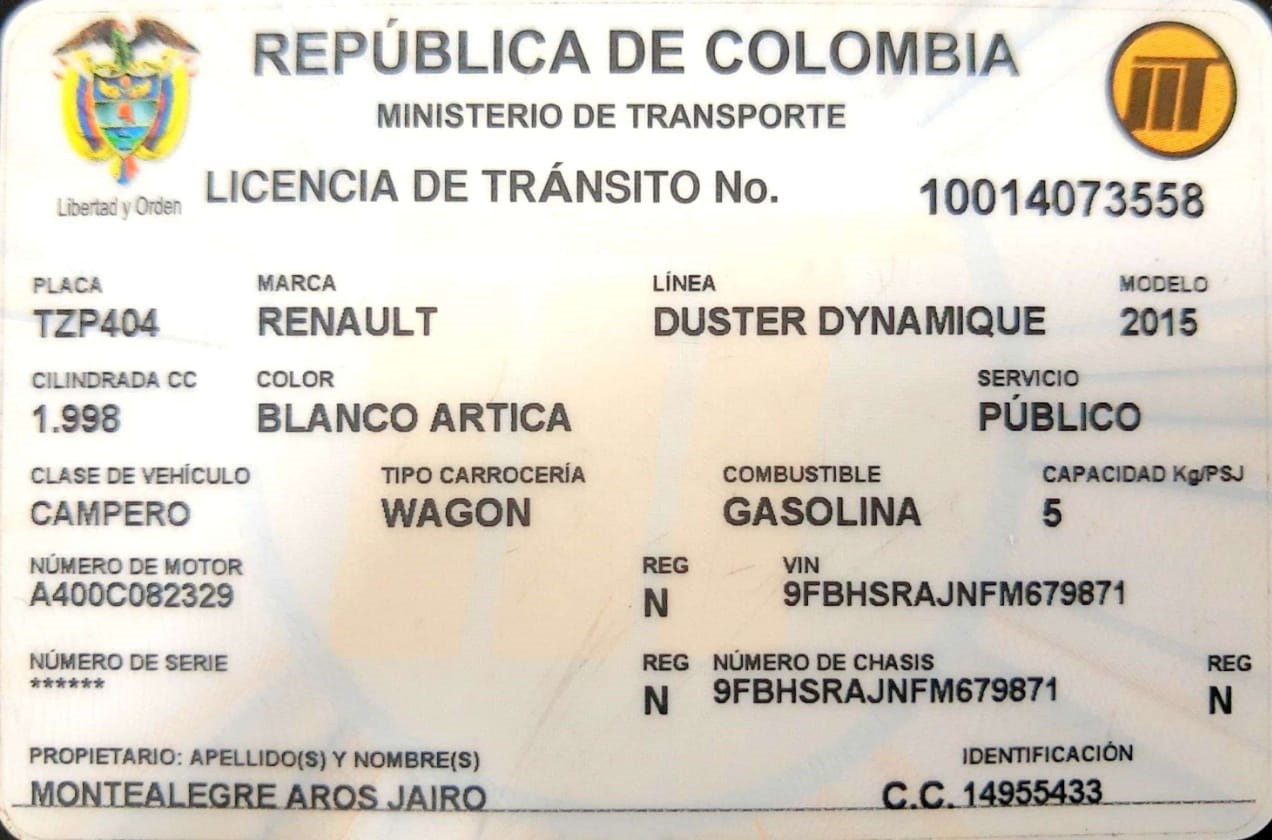 REPÚBLICA DE COLOMBIA
MINISTERIO DE TRANSPORTE
Libertad y Orden
LICENCIA DE TRÁNSITO No. 10014073558
PLACA MARCA LÍNEA MODELO
TZP404 RENAULT DUSTER DYNAMIQUE 2015
CILINDRADA CC COLOR SERVICIO
1.998 BLANCO ARTICA PÚBLICO
CLASE DE VEHÍCULO TIPO CARROCERÍA COMBUSTIBLE CAPACIDAD Kg/PSJ
CAMPERO WAGON GASOLINA 5
NÚMERO DE MOTOR REG VIN
A400C082329 N 9FBHSRAJNFM679871
NÚMERO DE SERIE REG NÚMERO DE CHASIS REG
****** N 9FBHSRAJNFM679871 N
PROPIETARIO: APELLIDO(S) Y NOMBRE(S) IDENTIFICACIÓN
MONTEALEGRE AROS JAIRO C.C. 14955433